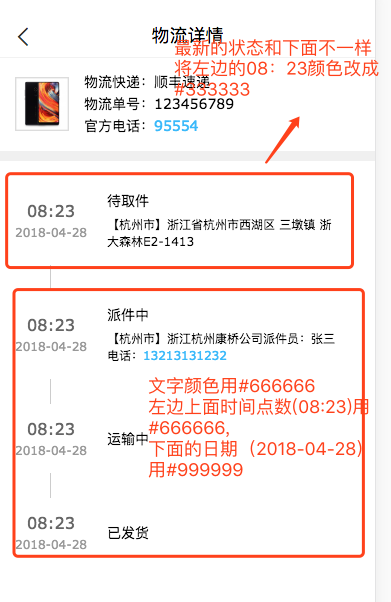 物流详情
最新的状态和下面不一样
将左边的08：23颜色改成
#333333
物流快递：顺丰速递
物流单号：123456789
官方电话：95554
待取件
08:23
【杭州市】浙江省杭州市西湖区 三墩镇 浙
2018-04-28
大森林E2-1413
派件中
08:23
【杭州市】浙江杭州康桥公司派件员：张三
2018-04-28
电话：13213131232
文字颜色用#666666
左边上面时间点数(08:23)用
#666666,
下面的日期（2018-04-28）
用#999999
08:23
运输中
2018-04-28
08:23
已发货
2018-04-28